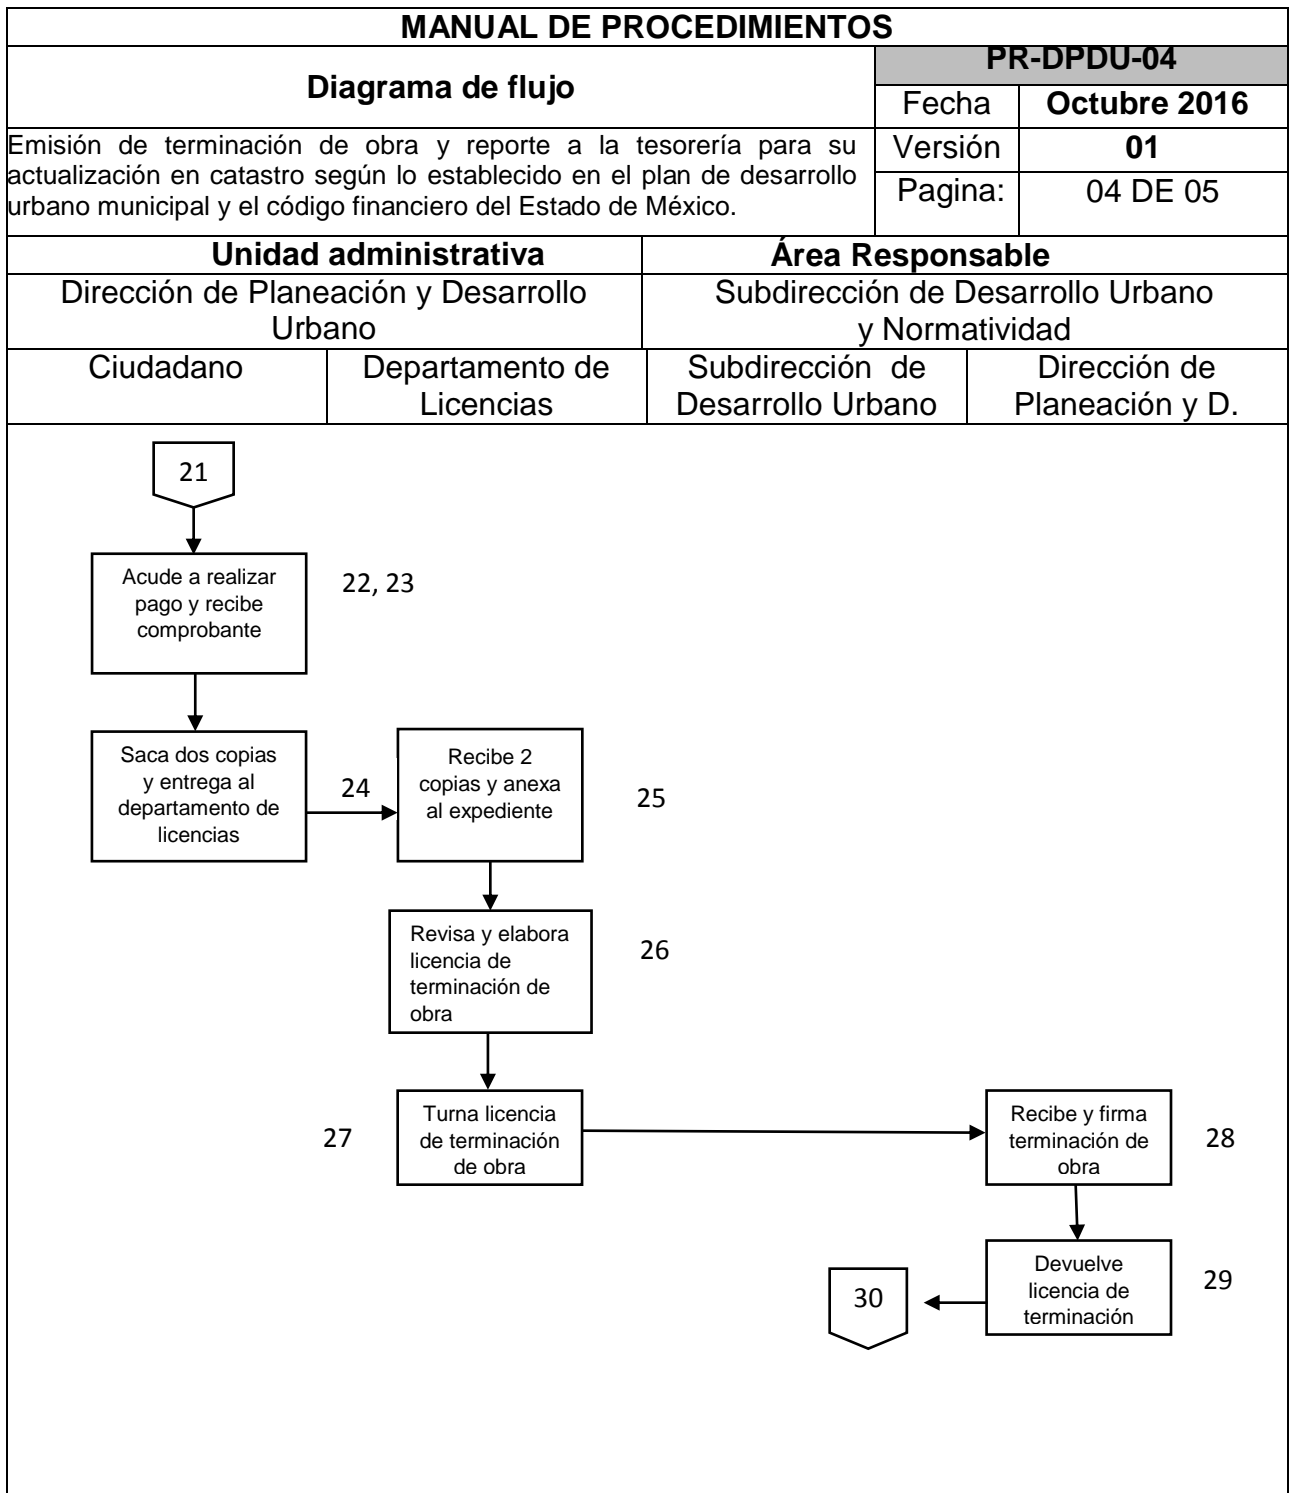 MANUAL DE PROCEDIMIENTOS
Diagrama de flujo
PR-DPDU-04
Fecha
Octubre 2016
Emisión de terminación de obra y reporte a la tesorería para su
actualización en catastro según lo establecido en el plan de desarrollo
urbano municipal y el código financiero del Estado de México.
Versión
01
Pagina:
04 DE 05
Unidad administrativa
Área Responsable
Dirección de Planeación y Desarrollo
Urbano
Subdirección de Desarrollo Urbano
y Normatividad
Ciudadano
Departamento de
Licencias
Subdirección de
Desarrollo Urbano
Dirección de
Planeación y D.
21
Acude a realizar
pago y recibe
comprobante
22, 23
Saca dos copias
y entrega al
departamento de
licencias
24
Recibe 2
copias y anexa
al expediente
25
Revisa y elabora
licencia de
terminación de
obra
26
27
Turna licencia
de terminación
de obra
Recibe y firma
terminación de
obra
28
Devuelve
licencia de
terminación
29
30